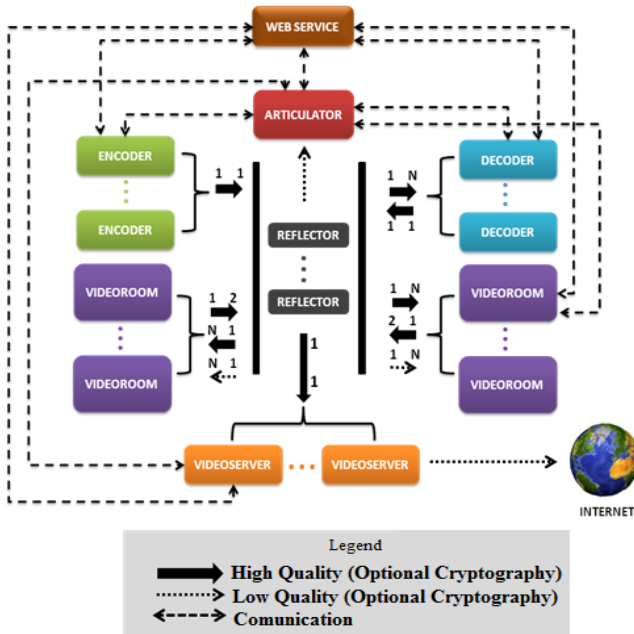 WEB SERVICE
ARTICULATOR
ENCODER
DECODER
1 1
1 N
ENCODER
1 1
DECODER
REFLECTOR
VIDEOROOM
1 2
REFLECTOR
1 N
VIDEOROOM
N 1
2 1
N 1
1 N
VIDEOROOM
1
VIDEOROOM
1
VIDEOSERVER
VIDEOSERVER
INTERNET
Legend
High Quality (Optional Cryptography)
Low Quality (Optional Cryptography)
Comunication